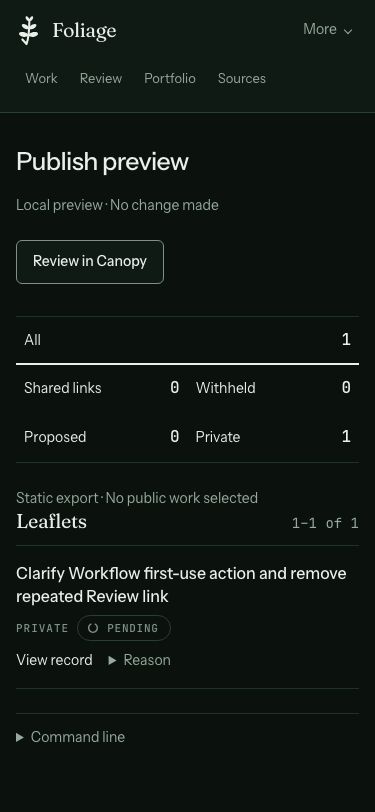 Foliage
More
Work Review Portfolio Sources
Publish preview
Local preview · No change made
Review in Canopy
All 1
Shared links 0 Withheld 0
Proposed 0 Private 1
Static export · No public work selected
Leaflets 1–1 of 1
Clarify Workflow first-use action and remove
repeated Review link
PRIVATE PENDING
View record Reason
Command line